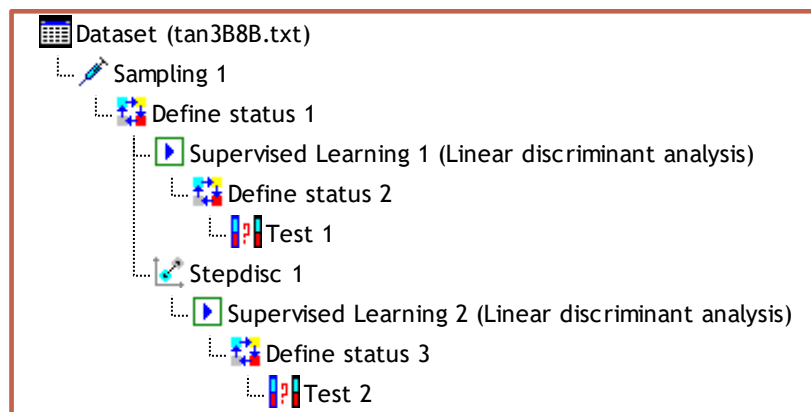 Dataset (tan3B8B.txt)
Sampling 1
Define status 1
Supervised Learning 1 (Linear discriminant analysis)
Define status 2
Test 1
Stepdisc 1
Supervised Learning 2 (Linear discriminant analysis)
Define status 3
Test 2